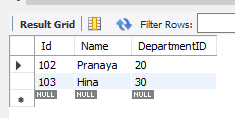 Result Grid Filter Rows:
Id Name DepartmentID
102 Pranaya 20
103 Hina 30
NULL NULL NULL